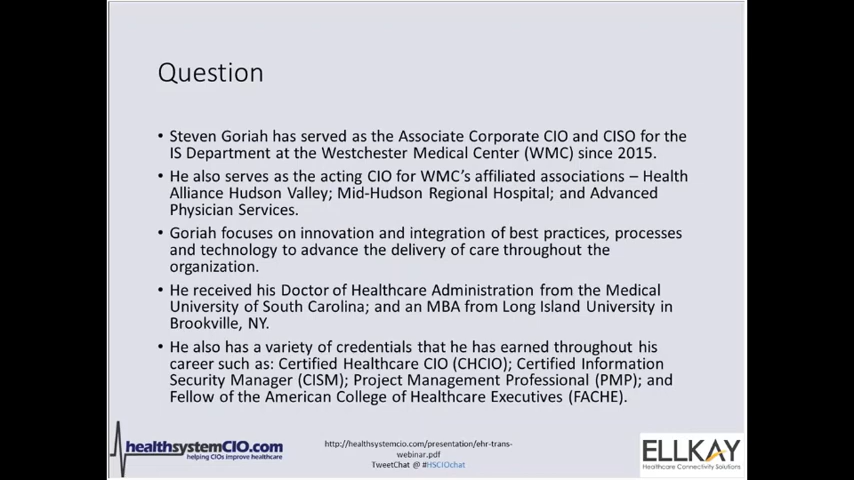 Question
• Steven Goriah has served as the Associate Corporate CIO and CISO for the
IS Department at the Westchester Medical Center (WMC) since 2015.
• He also serves as the acting CIO for WMC's affiliated associations – Health
Alliance Hudson Valley; Mid-Hudson Regional Hospital; and Advanced
Physician Services.
• Goriah focuses on innovation and integration of best practices, processes
and technology to advance the delivery of care throughout the
organization.
• He received his Doctor of Healthcare Administration from the Medical
University of South Carolina; and an MBA from Long Island University in
Brookville, NY.
• He also has a variety of credentials that he has earned throughout his
career such as: Certified Healthcare CIO (CHCIO); Certified Information
Security Manager (CISM); Project Management Professional (PMP); and
Fellow of the American College of Healthcare Executives (FACHE).
healthsystemCIO.com
helping CIOs improve healthcare
http://healthsystemcio.com/presentation/ehr-trans-
webinar.pdf
TweetChat @ #HSCIOchat
ELLKAY
Healthcare Connectivity Solutions